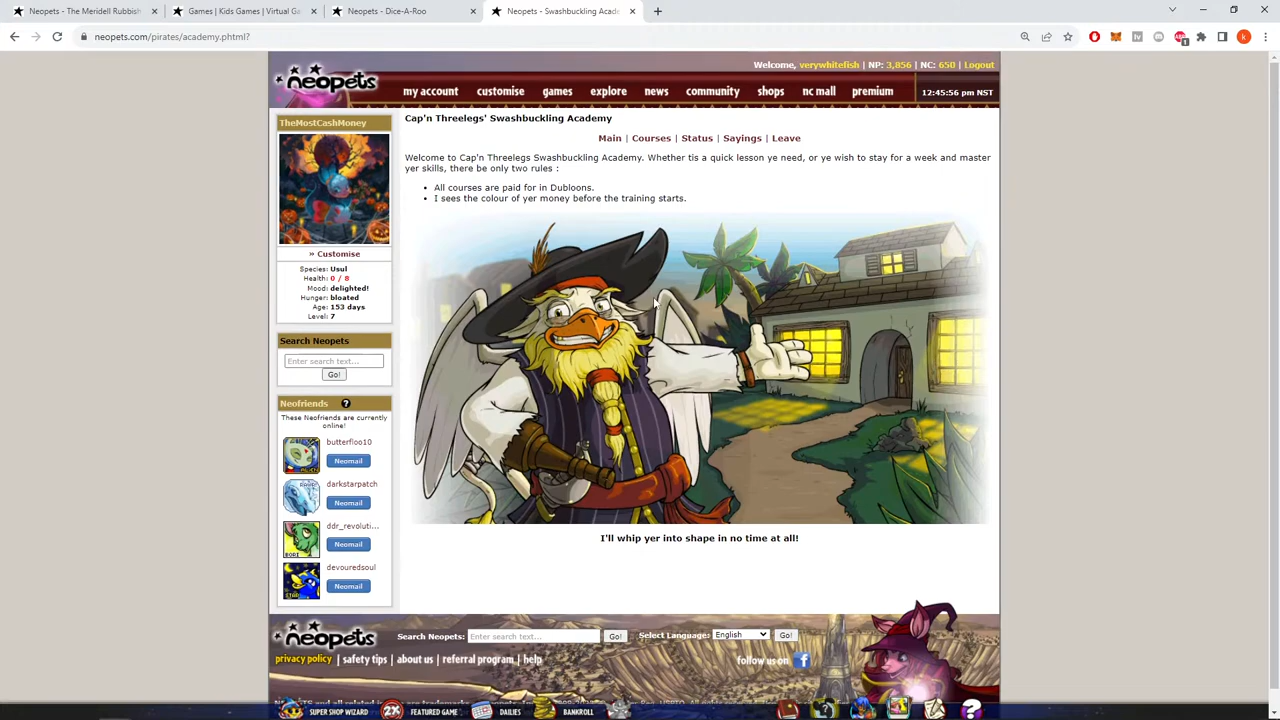 Neopets - The Meridell Rubbish
Games | Kids Games | Virtual G
Neopets - Dice-A-Roo
Neopets - Swashbuckling Acade
neopets.com/pirates/academy.phtml?
Welcome, verywhitefish | NP: 3,856 | NC: 650 | Logout
neopets
my account customise games explore news community shops nc mall premium
12:45:56 pm NST
TheMostCashMoney
» Customise
Species: Usul
Health: 0 / 8
Mood: delighted!
Hunger: bloated
Age: 153 days
Level: 7
Search Neopets
Enter search text...
Go!
Neofriends ?
These Neofriends are currently
online!
butterfloo10
Neomail
darkstarpatch
Neomail
ddr_revoluti...
BORI
Neomail
devouredsoul
Neomail
Cap'n Threelegs' Swashbuckling Academy
Main | Courses | Status | Sayings | Leave
Welcome to Cap'n Threelegs Swashbuckling Academy. Whether tis a quick lesson ye need, or ye wish to stay for a week and master
yer skills, there be only two rules :
All courses are paid for in Dubloons.
I sees the colour of yer money before the training starts.
I'll whip yer into shape in no time at all!
neopets
Search Neopets: Enter search text... Go! Select Language: English Go!
privacy policy | safety tips | about us | referral program | help
follow us on f
SUPER SHOP WIZARD 2X FEATURED GAME DAILIES BANKROLL